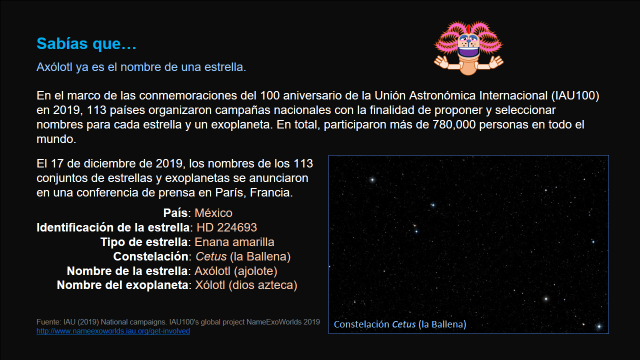 Sabías que…
Axólotl ya es el nombre de una estrella.
En el marco de las conmemoraciones del 100 aniversario de la Unión Astronómica Internacional (IAU100)
en 2019, 113 países organizaron campañas nacionales con la finalidad de proponer y seleccionar
nombres para cada estrella y un exoplaneta. En total, participaron más de 780,000 personas en todo el
mundo.
El 17 de diciembre de 2019, los nombres de los 113
conjuntos de estrellas y exoplanetas se anunciaron
en una conferencia de prensa en París, Francia.
País: México
Identificación de la estrella: HD 224693
Tipo de estrella: Enana amarilla
Constelación: Cetus (la Ballena)
Nombre de la estrella: Axólotl (ajolote)
Nombre del exoplaneta: Xólotl (dios azteca)
Fuente: IAU (2019) National campaigns. IAU100's global project NameExoWorlds 2019
http://www.nameexoworlds.iau.org/get-involved
Constelación Cetus (la Ballena)